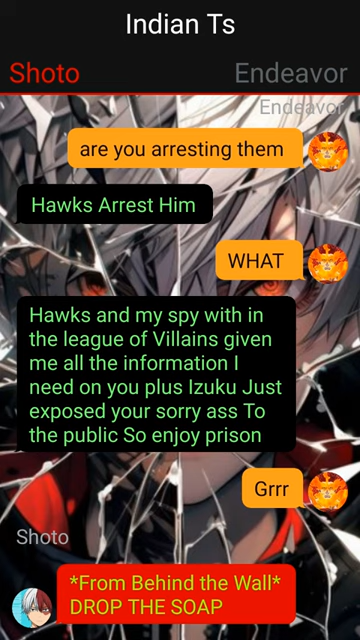 Indian Ts
Shoto Endeavor
Endeavor
are you arresting them
Hawks Arrest Him
WHAT
Hawks and my spy with in
the league of Villains given
me all the information I
need on you plus Izuku Just
exposed your sorry ass To
the public So enjoy prison
Grrr
Shoto
*From Behind the Wall*
DROP THE SOAP